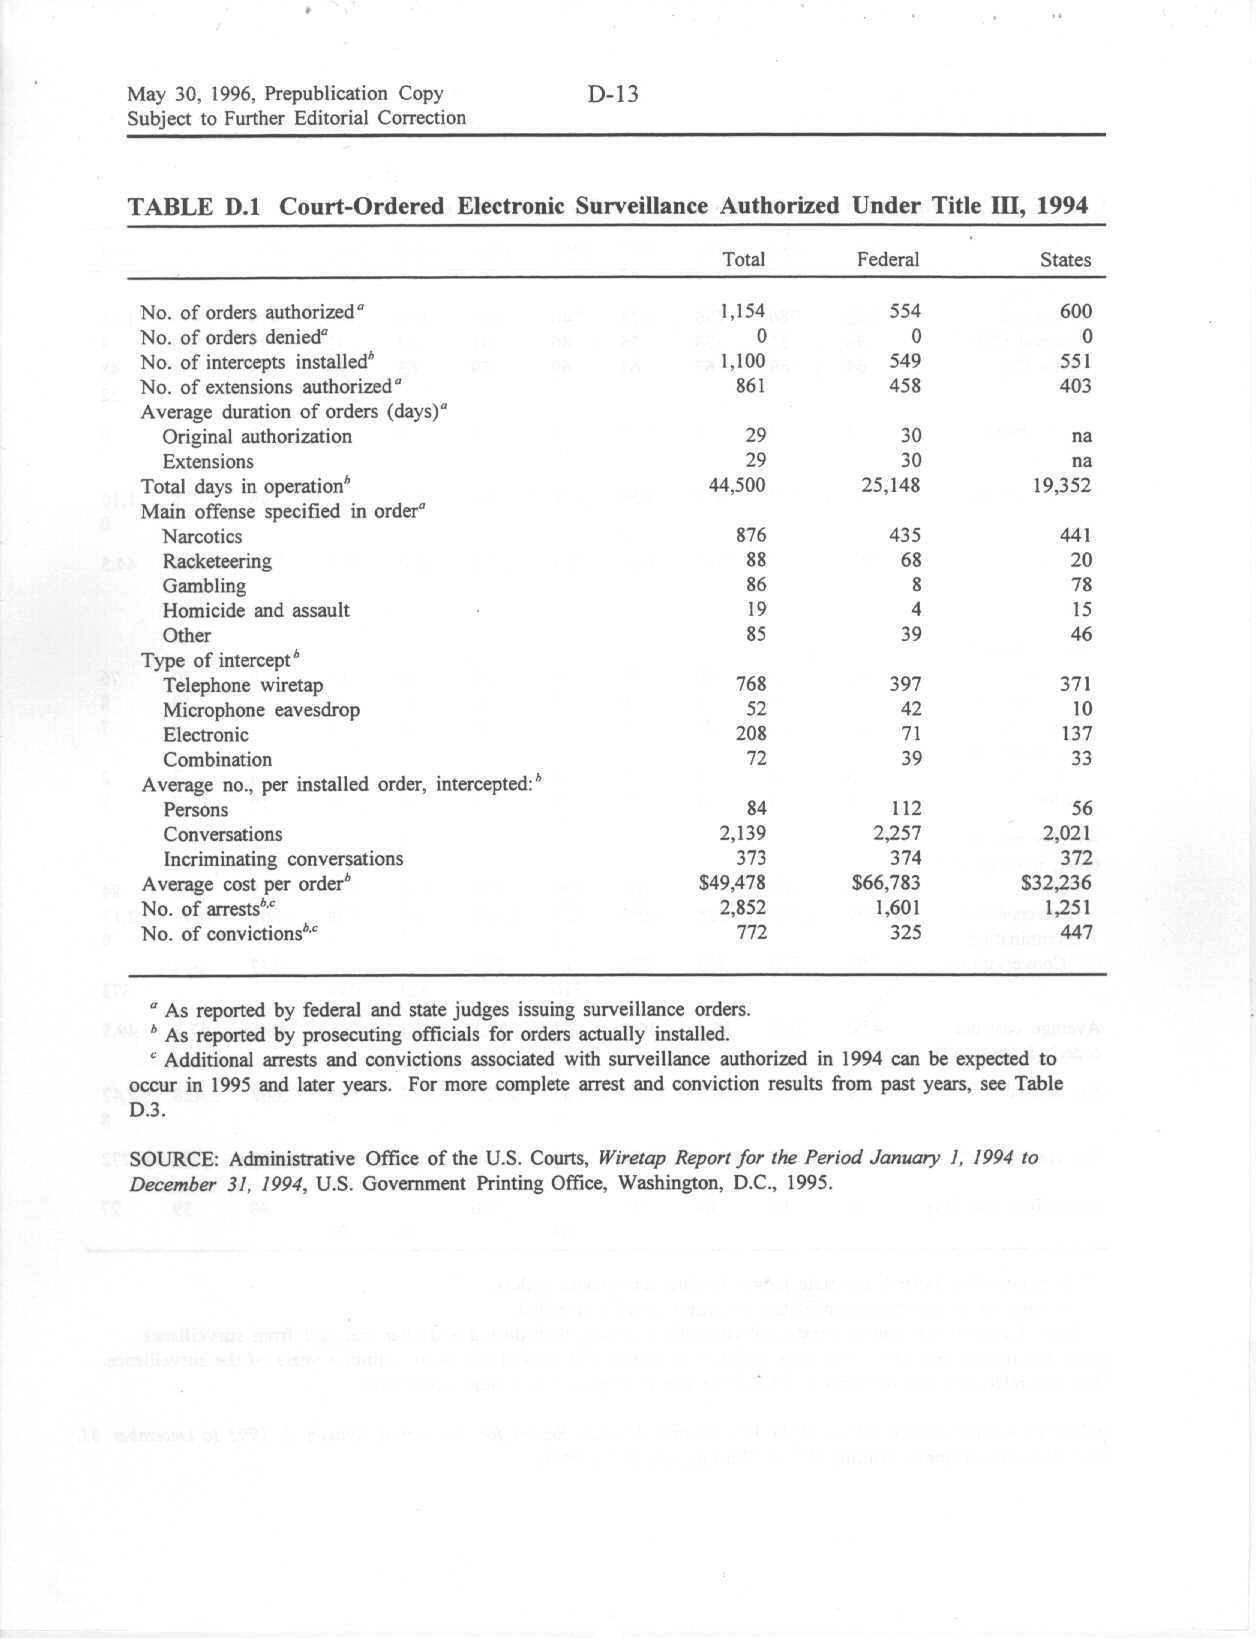 May 30, 1996, Prepublication Copy D-13
Subject to Further Editorial Correction
TABLE D.1 Court-Ordered Electronic Surveillance Authorized Under Title III, 1994
Total Federal States
No. of orders authorized a 1,154 554 600
No. of orders denied a 0 0 0
No. of intercepts installed b 1,100 549 551
No. of extensions authorized a 861 458 403
Average duration of orders (days) a
Original authorization 29 30 na
Extensions 29 30 na
Total days in operation b 44,500 25,148 19,352
Main offense specified in order a
Narcotics 876 435 441
Racketeering 88 68 20
Gambling 86 8 78
Homicide and assault 19 4 15
Other 85 39 46
Type of intercept b
Telephone wiretap 768 397 371
Microphone eavesdrop 52 42 10
Electronic 208 71 137
Combination 72 39 33
Average no., per installed order, intercepted: b
Persons 84 112 56
Conversations 2,139 2,257 2,021
Incriminating conversations 373 374 372
Average cost per order b $49,478 $66,783 $32,236
No. of arrests b,c 2,852 1,601 1,251
No. of convictions b,c 772 325 447
a As reported by federal and state judges issuing surveillance orders.
b As reported by prosecuting officials for orders actually installed.
c Additional arrests and convictions associated with surveillance authorized in 1994 can be expected to
occur in 1995 and later years. For more complete arrest and conviction results from past years, see Table
D.3.
SOURCE: Administrative Office of the U.S. Courts, Wiretap Report for the Period January 1, 1994 to
December 31, 1994, U.S. Government Printing Office, Washington, D.C., 1995.